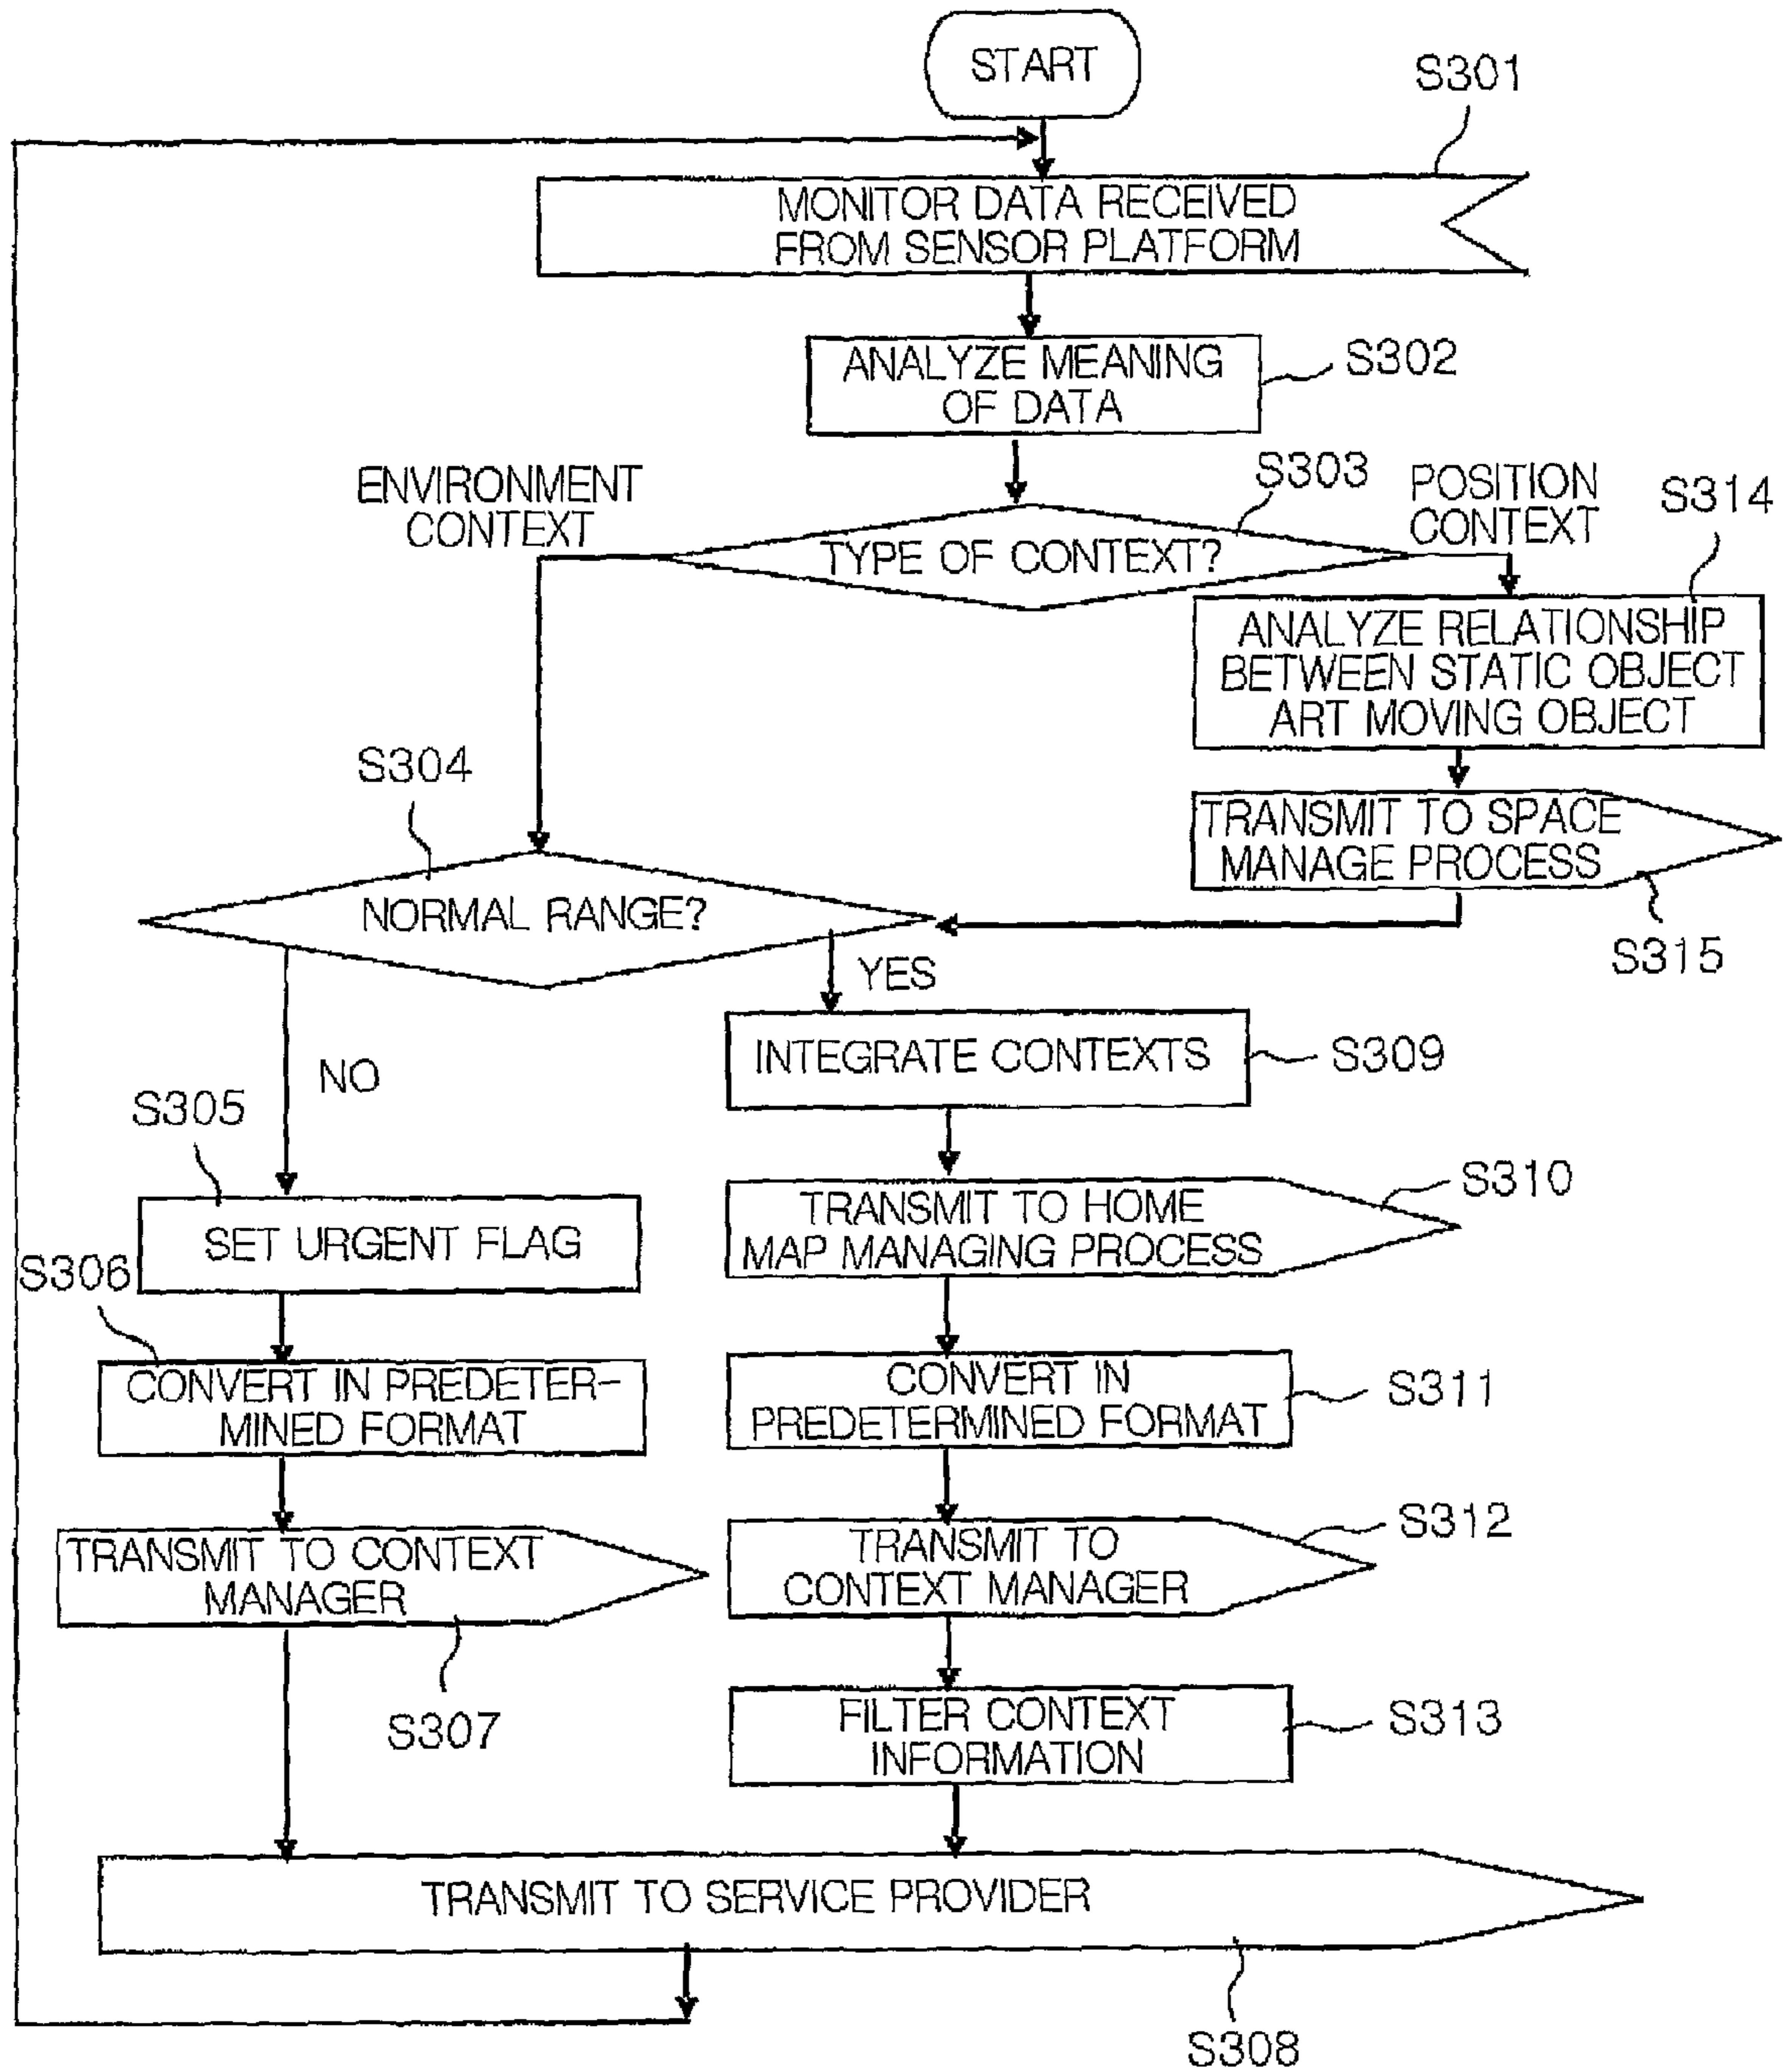 START
S301
MONITOR DATA RECEIVED
FROM SENSOR PLATFORM
ANALYZE MEANING
OF DATA
S302
ENVIRONMENT
CONTEXT
S303
POSITION
CONTEXT
S314
TYPE OF CONTEXT?
ANALYZE RELATIONSHIP
BETWEEN STATIC OBJECT
ART MOVING OBJECT
S304
TRANSMIT TO SPACE
MANAGE PROCESS
NORMAL RANGE?
S315
YES
INTEGRATE CONTEXTS
S309
NO
S305
TRANSMIT TO HOME
MAP MANAGING PROCESS
S310
SET URGENT FLAG
S306
CONVERT IN PREDETER-
MINED FORMAT
CONVERT IN
PREDETERMINED FORMAT
S311
TRANSMIT TO CONTEXT
MANAGER
TRANSMIT TO
CONTEXT MANAGER
S312
S307
FILTER CONTEXT
INFORMATION
S313
TRANSMIT TO SERVICE PROVIDER
S308